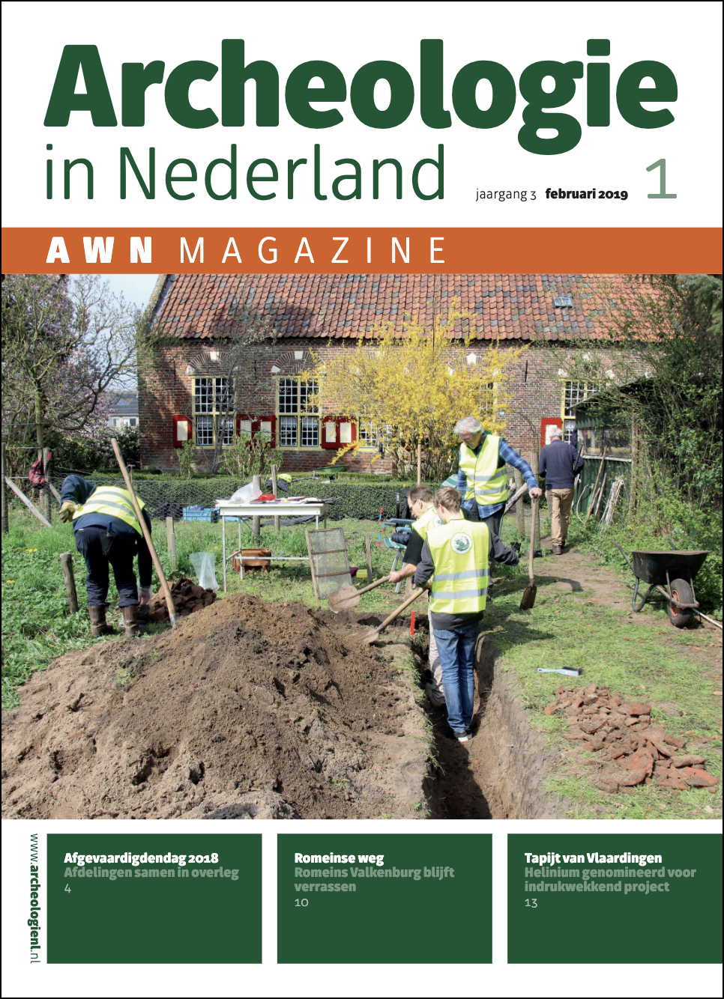 Archeologie
in Nederland
jaargang 3 februari 2019 1
AWN MAGAZINE
www.archeologienl.nl
Afgevaardigdendag 2018
Afdelingen samen in overleg
4
Romeinse weg
Romeins Valkenburg blijft
verrassen
10
Tapijt van Vlaardingen
Helinium genomineerd voor
indrukwekkend project
13